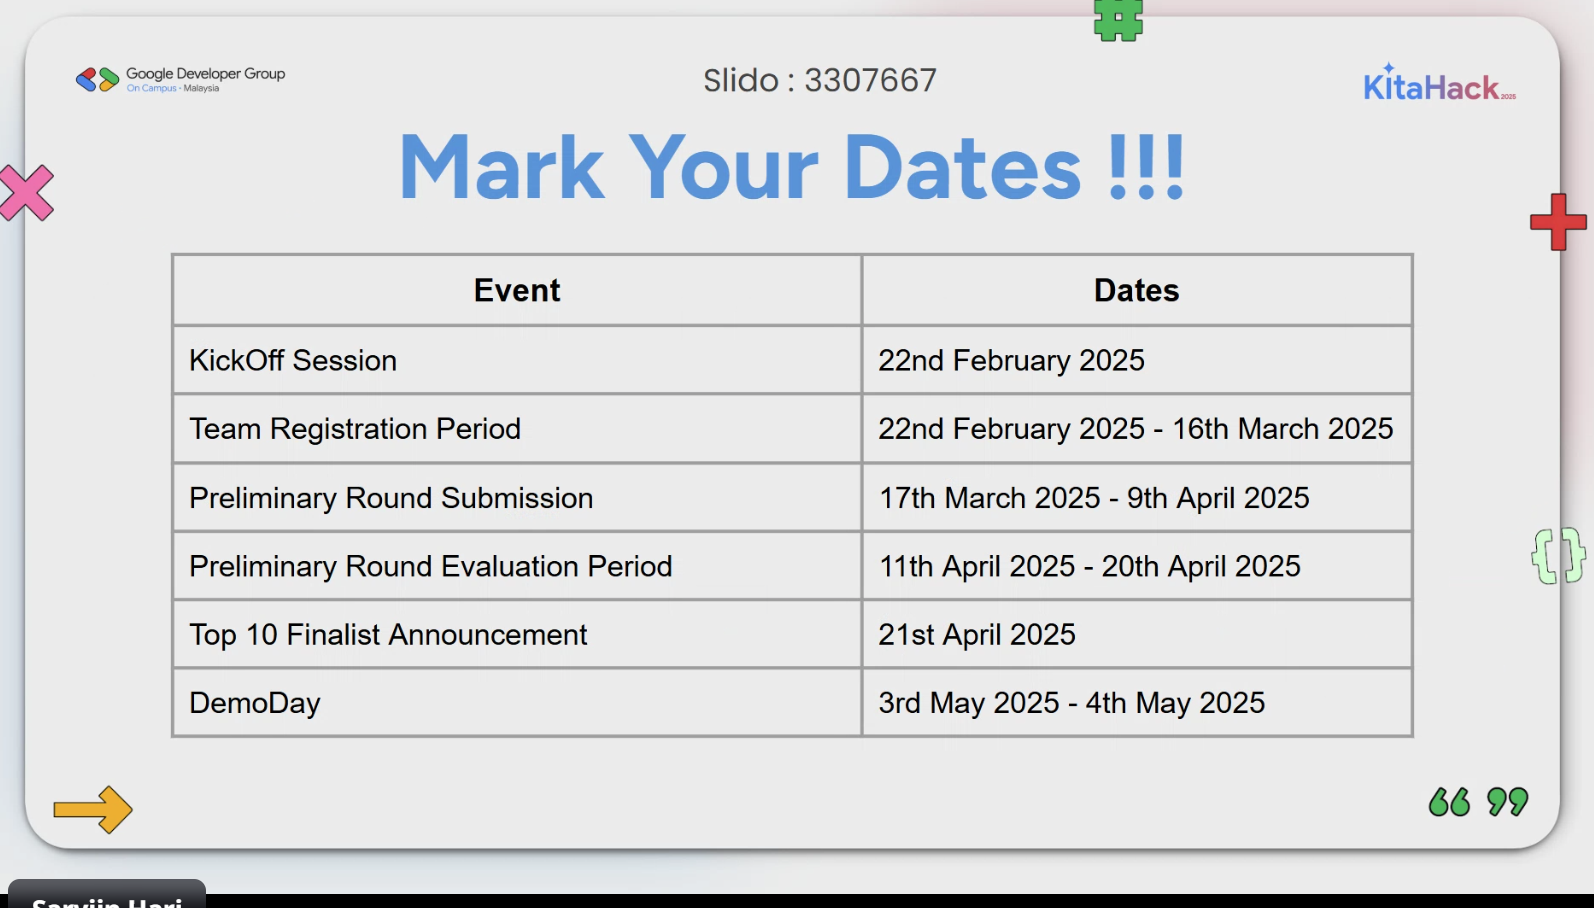 Google Developer Group
On Campus • Malaysia
Slido : 3307667
KitaHack 2025
Mark Your Dates !!!
Event Dates
KickOff Session 22nd February 2025
Team Registration Period 22nd February 2025 - 16th March 2025
Preliminary Round Submission 17th March 2025 - 9th April 2025
Preliminary Round Evaluation Period 11th April 2025 - 20th April 2025
Top 10 Finalist Announcement 21st April 2025
DemoDay 3rd May 2025 - 4th May 2025